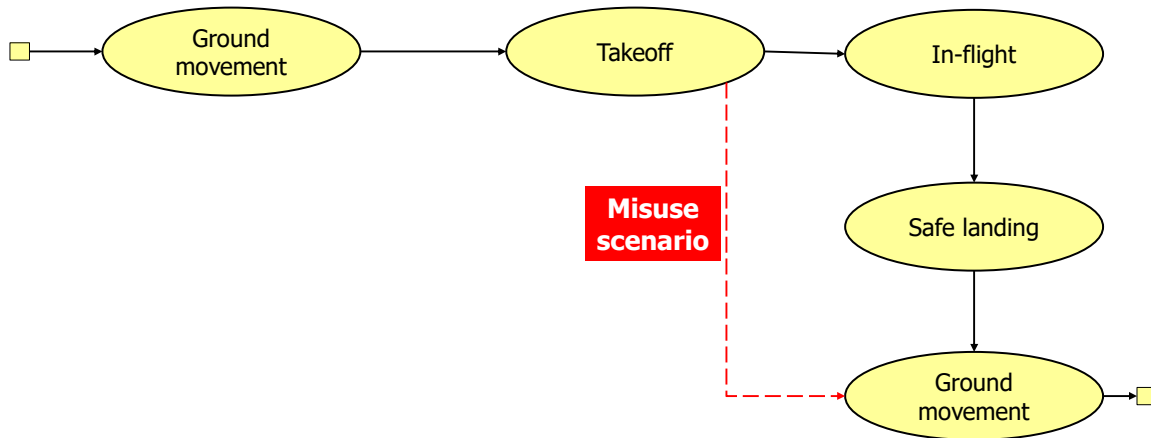 Ground
movement
Takeoff
In-flight
Misuse
scenario
Safe landing
Ground
movement